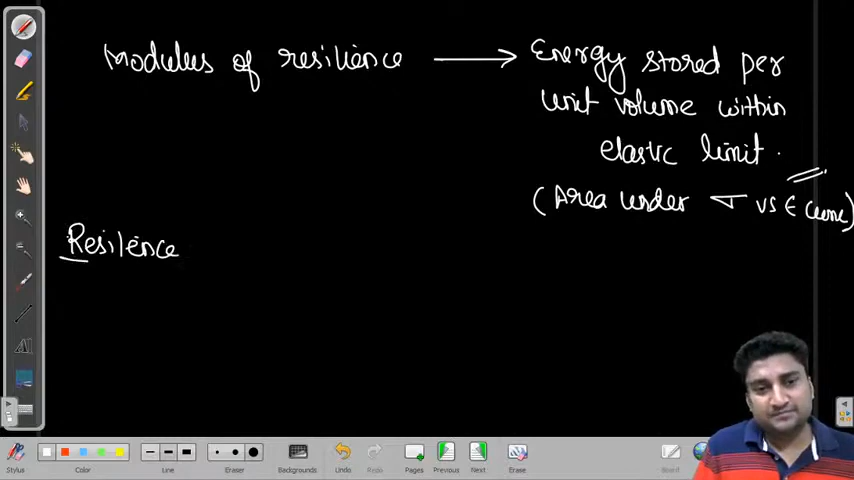 Modulus of resilience → Energy stored per
unit volume within
elastic limit.
(Area under σ vs ε curve)
Resilence
Stylus
Color
Line
Eraser
Backgrounds
Undo
Redo
Pages
Previous
Next
Erase
Board